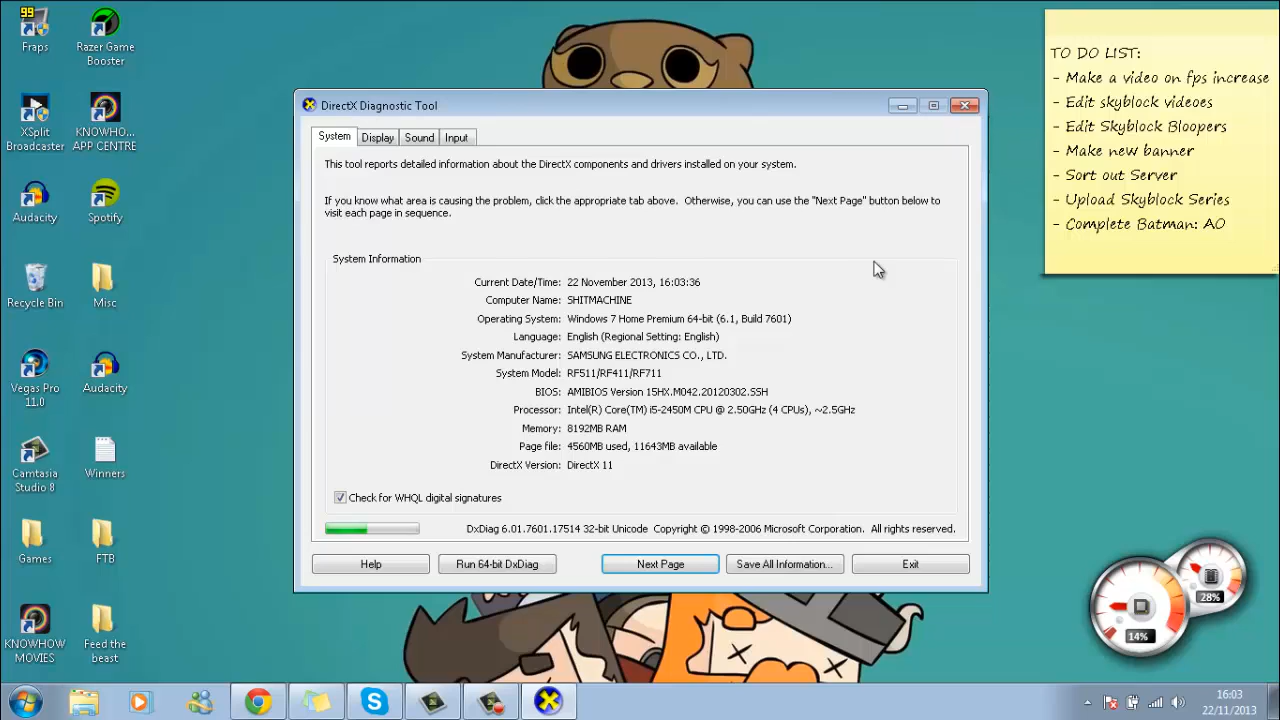 99
Fraps
Razer Game
Booster
XSplit
Broadcaster
KNOWHO...
APP CENTRE
Audacity
Spotify
Recycle Bin
Misc
Vegas Pro
11.0
Audacity
Camtasia
Studio 8
Winners
Games
FTB
KNOWHOW
MOVIES
Feed the
beast
DirectX Diagnostic Tool
System
Display
Sound
Input
This tool reports detailed information about the DirectX components and drivers installed on your system.
If you know what area is causing the problem, click the appropriate tab above.  Otherwise, you can use the "Next Page" button below to
visit each page in sequence.
System Information
Current Date/Time: 22 November 2013, 16:03:36
Computer Name: SHITMACHINE
Operating System: Windows 7 Home Premium 64-bit (6.1, Build 7601)
Language: English (Regional Setting: English)
System Manufacturer: SAMSUNG ELECTRONICS CO., LTD.
System Model: RF511/RF411/RF711
BIOS: AMIBIOS Version 15HX.M042.20120302.SSH
Processor: Intel(R) Core(TM) i5-2450M CPU @ 2.50GHz (4 CPUs), ~2.5GHz
Memory: 8192MB RAM
Page file: 4560MB used, 11643MB available
DirectX Version: DirectX 11
Check for WHQL digital signatures
DxDiag 6.01.7601.17514 32-bit Unicode  Copyright © 1998-2006 Microsoft Corporation.  All rights reserved.
Help
Run 64-bit DxDiag
Next Page
Save All Information...
Exit
TO DO LIST:
- Make a video on fps increase
- Edit skyblock videoes
- Edit Skyblock Bloopers
- Make new banner
- Sort out Server
- Upload Skyblock Series
- Complete Batman: AO
28%
14%
16:03
22/11/2013